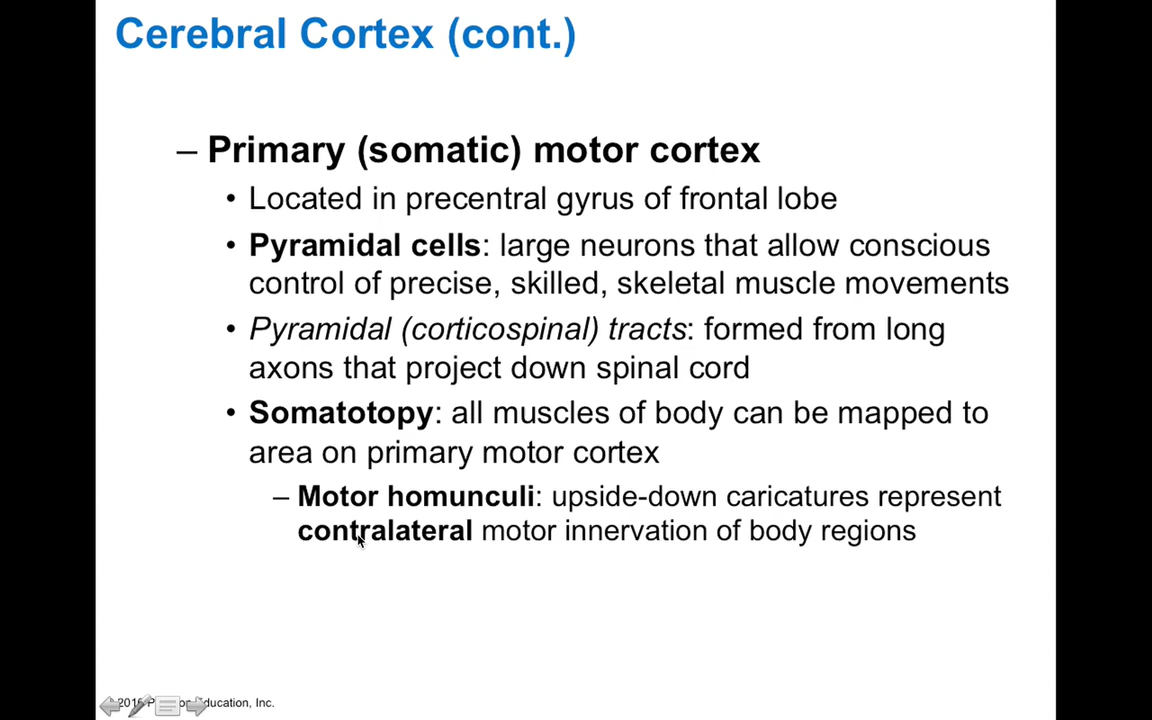 Cerebral Cortex (cont.)
– Primary (somatic) motor cortex
• Located in precentral gyrus of frontal lobe
• Pyramidal cells: large neurons that allow conscious
control of precise, skilled, skeletal muscle movements
• Pyramidal (corticospinal) tracts: formed from long
axons that project down spinal cord
• Somatotopy: all muscles of body can be mapped to
area on primary motor cortex
– Motor homunculi: upside-down caricatures represent
contralateral motor innervation of body regions
Education, Inc.